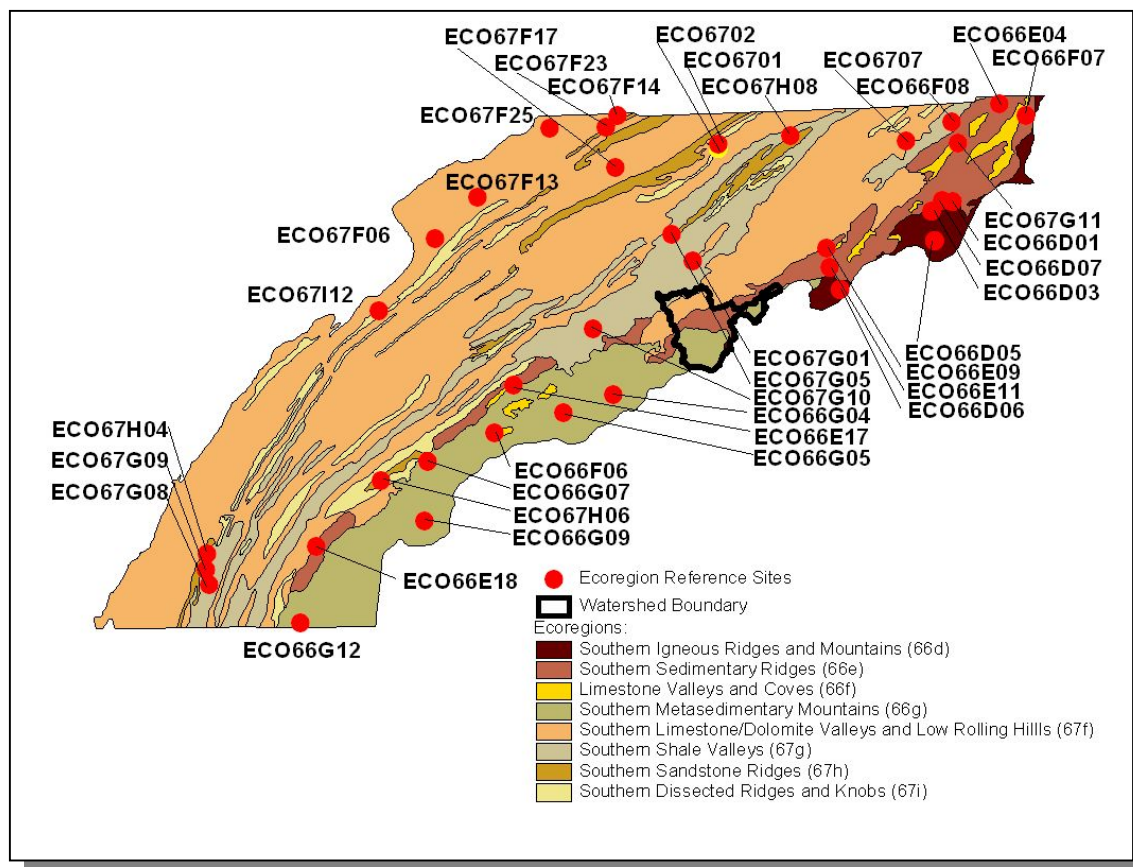 ECO67F17
ECO67F23
ECO67F14
ECO67F25
ECO6702
ECO6701
ECO67H08
ECO6707
ECO66F08
ECO66E04
ECO66F07
ECO67F13
ECO67F06
ECO67I12
ECO67G11
ECO66D01
ECO66D07
ECO66D03
ECO66D05
ECO66E09
ECO66E11
ECO66D06
ECO67G01
ECO67G05
ECO67G10
ECO66G04
ECO66E17
ECO66G05
ECO67H04
ECO67G09
ECO67G08
ECO66F06
ECO66G07
ECO67H06
ECO66G09
ECO66E18
ECO66G12
Ecoregion Reference Sites
Watershed Boundary
Ecoregions:
Southern Igneous Ridges and Mountains (66d)
Southern Sedimentary Ridges (66e)
Limestone Valleys and Coves (66f)
Southern Metasedimentary Mountains (66g)
Southern Limestone/Dolomite Valleys and Low Rolling Hillls (67f)
Southern Shale Valleys (67g)
Southern Sandstone Ridges (67h)
Southern Dissected Ridges and Knobs (67i)